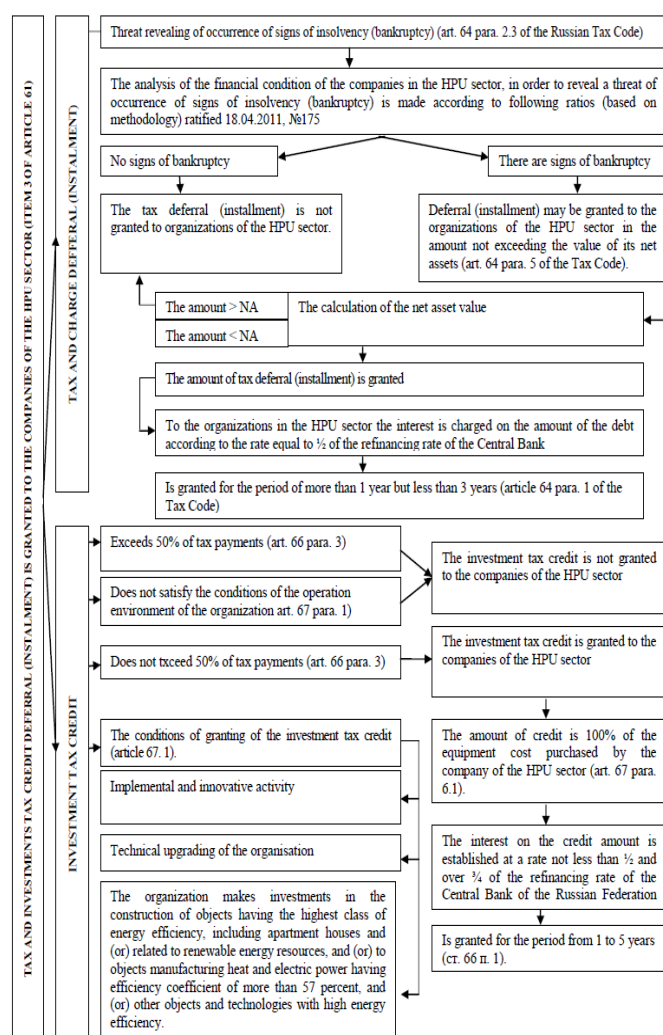 TAX AND INVESTMENTS TAX CREDIT DEFERRAL (INSTALMENT) IS GRANTED TO THE COMPANIES OF THE HPU SECTOR (ITEM 3 OF ARTICLE 61)
TAX AND CHARGE DEFFERAL (INSTALMENT)
Threat revealing of occurrence of signs of insolvency (bankruptcy) (art. 64 para. 2.3 of the Russian Tax Code)
The analysis of the financial condition of the companies in the HPU sector, in order to reveal a threat of
occurrence of signs of insolvency (bankruptcy) is made according to following ratios (based on
methodology) ratified 18.04.2011, №175
No signs of bankruptcy
There are signs of bankruptcy
The tax deferral (installment) is not
granted to organizations of the HPU sector.
Deferral (installment) may be granted to the
organizations of the HPU sector in the
amount not exceeding the value of its net
assets (art. 64 para. 5 of the Tax Code).
The amount > NA
The amount < NA
The calculation of the net asset value
The amount of tax deferral (installment) is granted
To the organizations in the HPU sector the interest is charged on the amount of the debt
according to the rate equal to ½ of the refinancing rate of the Central Bank
Is granted for the period of more than 1 year but less than 3 years (article 64 para. 1 of the
Tax Code)
INVESTMENT TAX CREDIT
Exceeds 50% of tax payments (art. 66 para. 3)
Does not satisfy the conditions of the operation
environment of the organization art. 67 para. 1)
The investment tax credit is not granted
to the companies of the HPU sector
Does not txceed 50% of tax payments (art. 66 para. 3)
The investment tax credit is granted to the
companies of the HPU sector
The conditions of granting of the investment tax credit
(article 67. 1).
The amount of credit is 100% of the
equipment cost purchased by the
company of the HPU sector (art. 67 para.
6.1).
Implemental and innovative activity
Technical upgrading of the organisation
The interest on the credit amount is
established at a rate not less than ½ and
over ¾ of the refinancing rate of the
Central Bank of the Russian Federation
The organization makes investments in the
construction of objects having the highest class of
energy efficiency, including apartment houses and
(or) related to renewable energy resources, and (or) to
objects manufacturing heat and electric power having
efficiency coefficient of more than 57 percent, and
(or) other objects and technologies with high energy
efficiency.
Is granted for the period from 1 to 5 years
(ст. 66 п. 1).